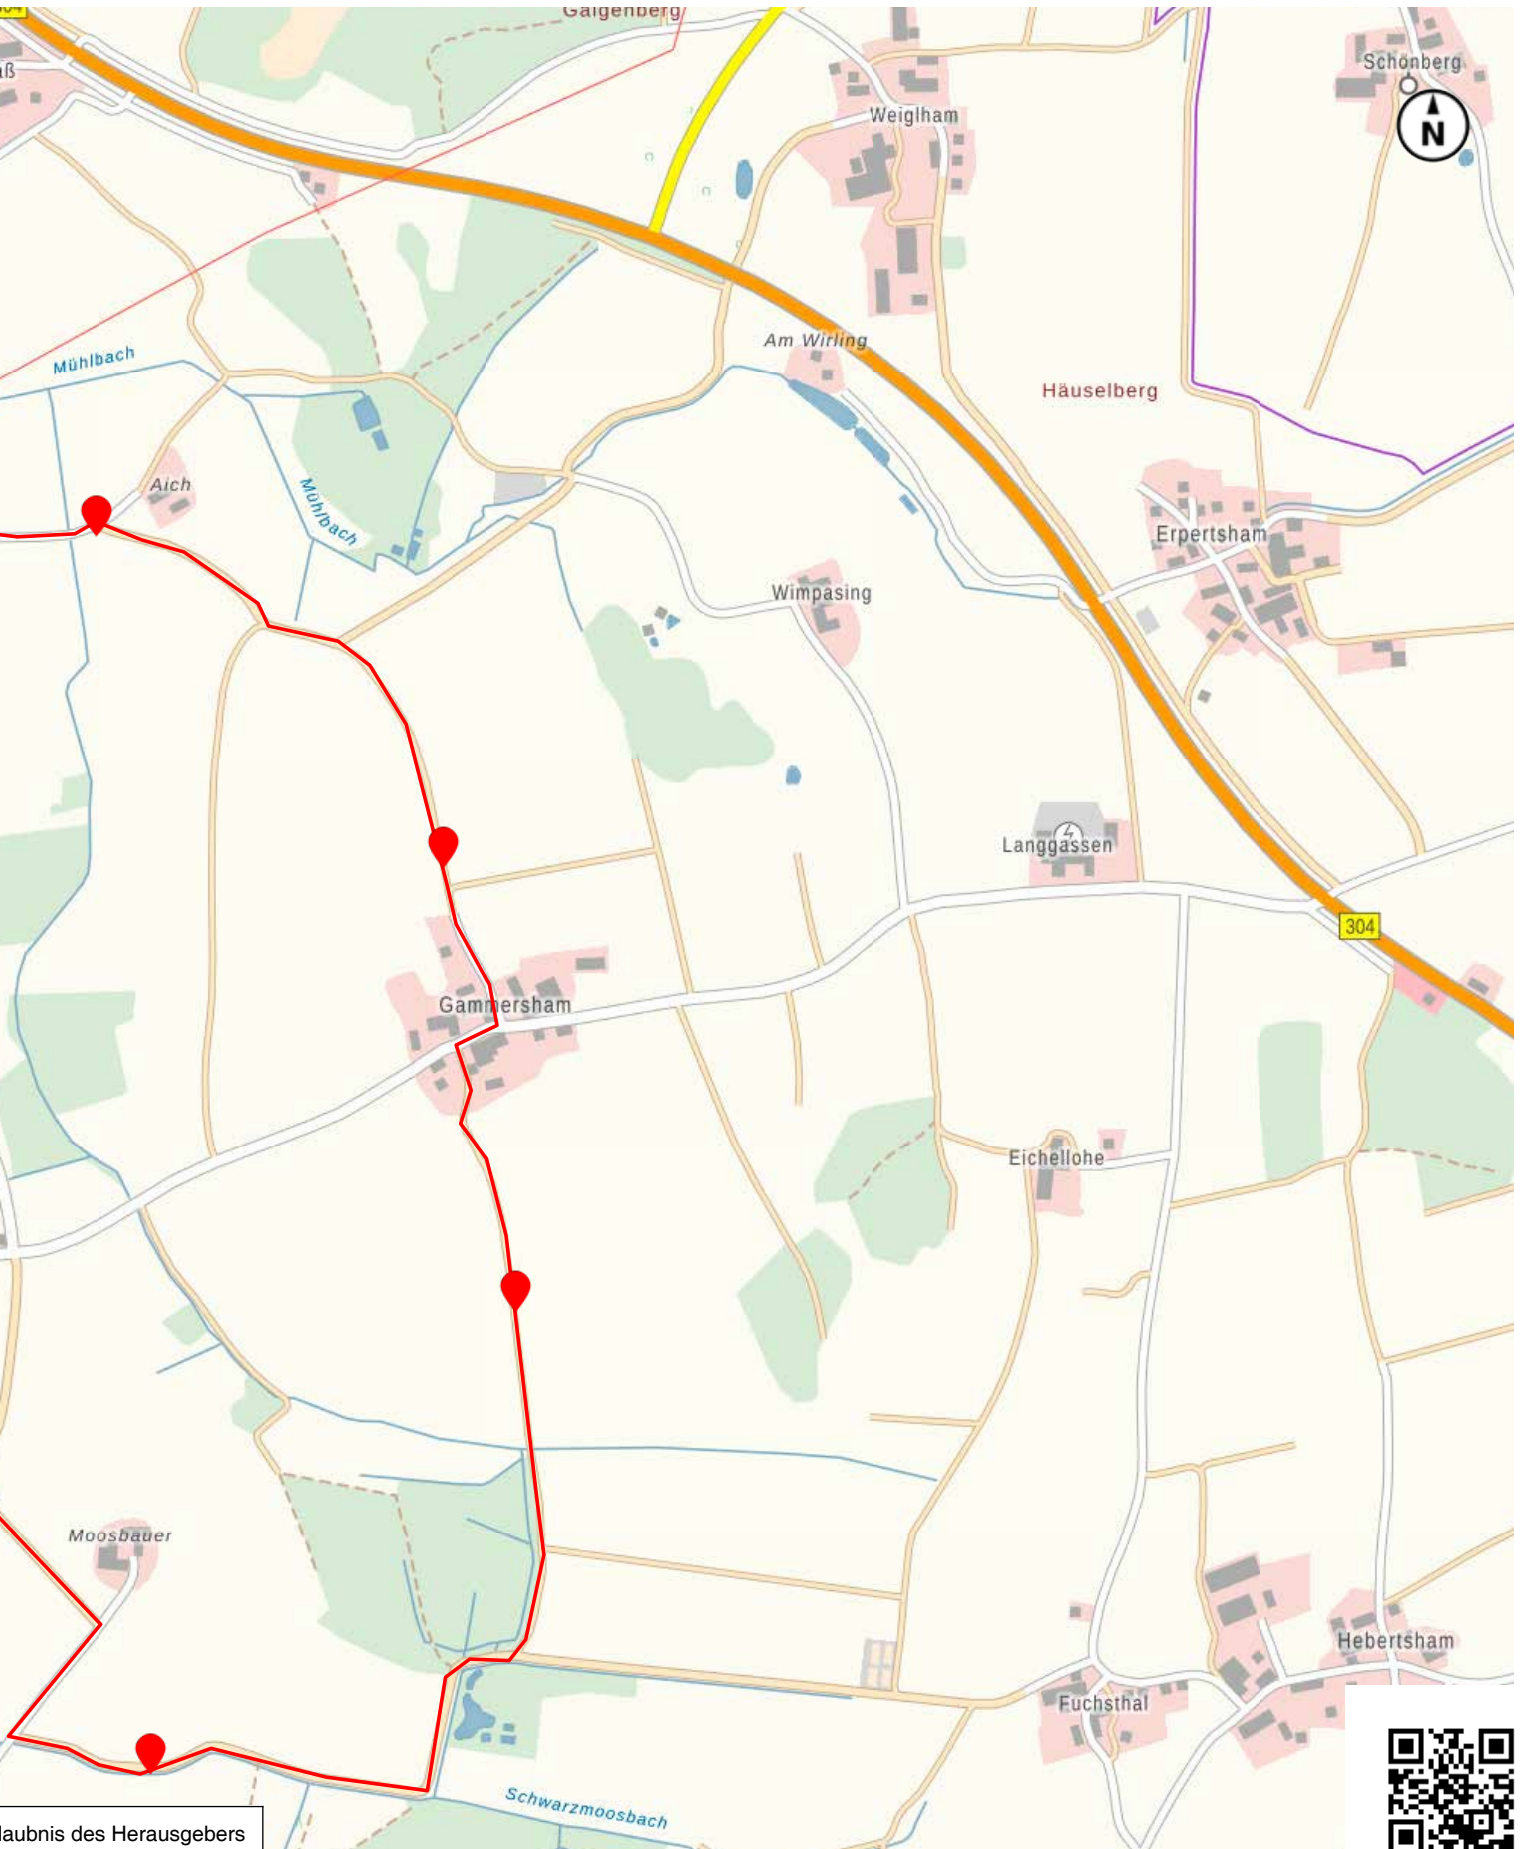 Galgenberg
aß
Schönberg
N
Weiglham
Am Wirling
Mühlbach
Häuselberg
Aich
Mühlbach
Erpertsham
Wimpasing
Langgassen
304
Gammersham
Eichellohe
Moosbauer
Hebertsham
Fuchsthal
Schwarzmoosbach
laubnis des Herausgebers